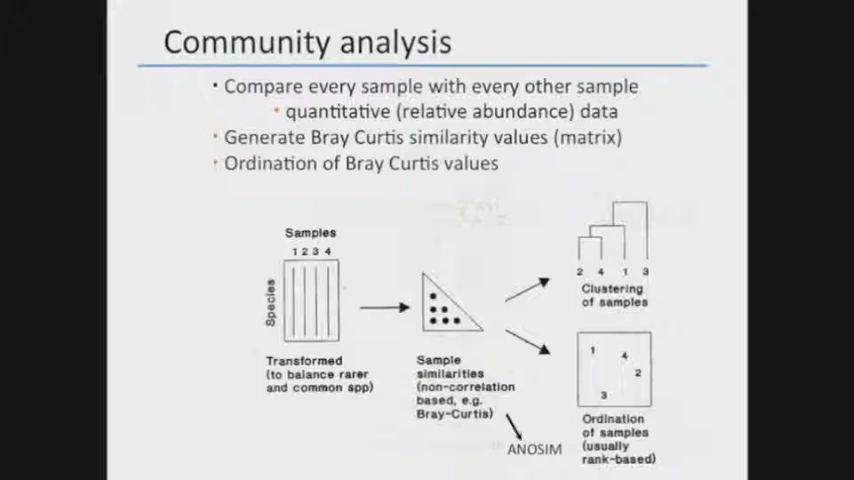 Community analysis
• Compare every sample with every other sample
• quantitative (relative abundance) data
• Generate Bray Curtis similarity values (matrix)
• Ordination of Bray Curtis values
Samples
1 2 3 4
Species
Transformed
(to balance rarer
and common spp)
Sample
similarities
(non-correlation
based, e.g.
Bray-Curtis)
ANOSIM
2 4 1 3
Clustering
of samples
1
4
2
3
Ordination
of samples
(usually
rank-based)